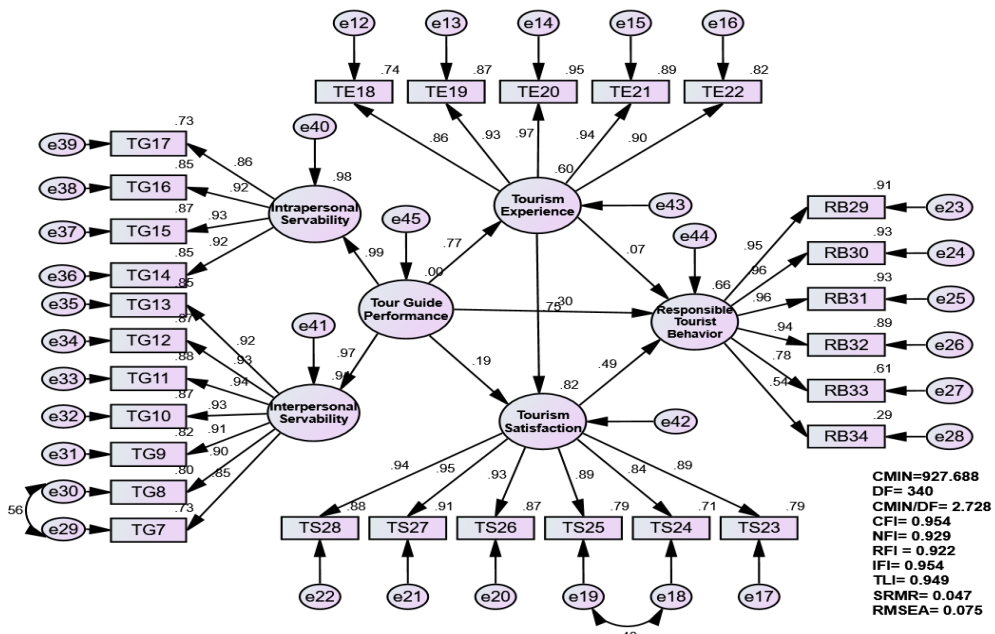 e12
e13
e14
e15
e16
.74
.87
.95
.89
.82
TE18
TE19
TE20
TE21
TE22
.86
.93
.97
.94
.90
.60
Tourism
Experience
e43
e39
TG17
.73
e38
TG16
.85
e37
TG15
.87
e36
TG14
.85
.86
.92
.93
.92
e40
.98
Intrapersonal
Servability
e45
.99
.77
.00
Tour Guide
Performance
.07
.75
.30
e44
.66
Responsible
Tourist
Behavior
.91
RB29
e23
.93
RB30
e24
.93
RB31
e25
.89
RB32
e26
.61
RB33
e27
.29
RB34
e28
.95
.96
.96
.94
.78
.54
.85
e35
TG13
.87
e34
TG12
.88
e33
TG11
.87
e32
TG10
.82
e31
TG9
.80
e30
TG8
.73
e29
TG7
56
.92
.93
.94
.93
.91
.90
.85
e41
.97
Interpersonal
Servability
.19
.49
.82
Tourism
Satisfaction
e42
.94
.95
.93
.89
.84
.89
.88
.91
.87
.79
.71
.79
TS28
TS27
TS26
TS25
TS24
TS23
e22
e21
e20
e19
e18
e17
CMIN=927.688
DF= 340
CMIN/DF= 2.728
CFI= 0.954
NFI= 0.929
RFI = 0.922
IFI= 0.954
TLI= 0.949
SRMR= 0.047
RMSEA= 0.075